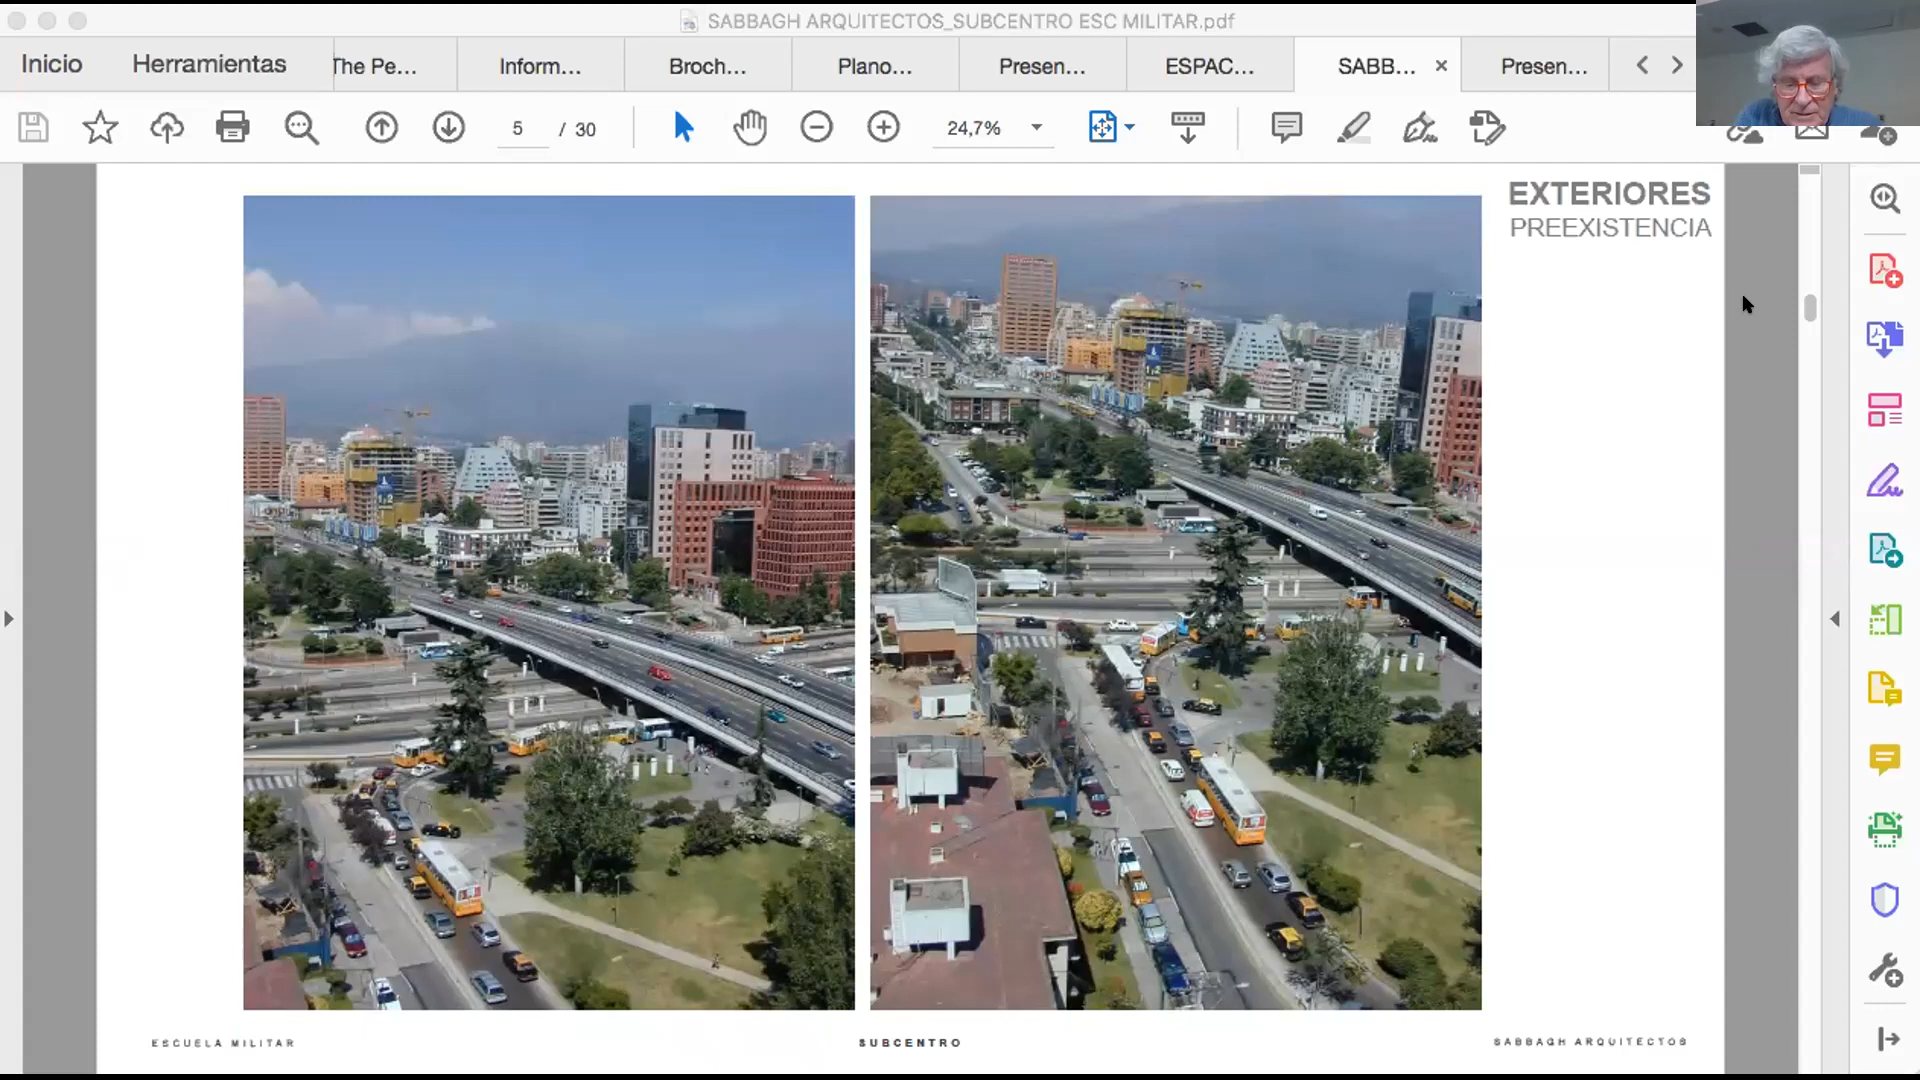 SABBAGH ARQUITECTOS_SUBCENTRO ESC MILITAR.pdf
Inicio
Herramientas
The Pe...
Inform...
Broch...
Plano...
Presen...
ESPAC...
SABB...
Presen...
5 / 30
24,7%
EXTERIORES
PREEXISTENCIA
ESCUELA MILITAR
SUBCENTRO
SABBAGH ARQUITECTOS